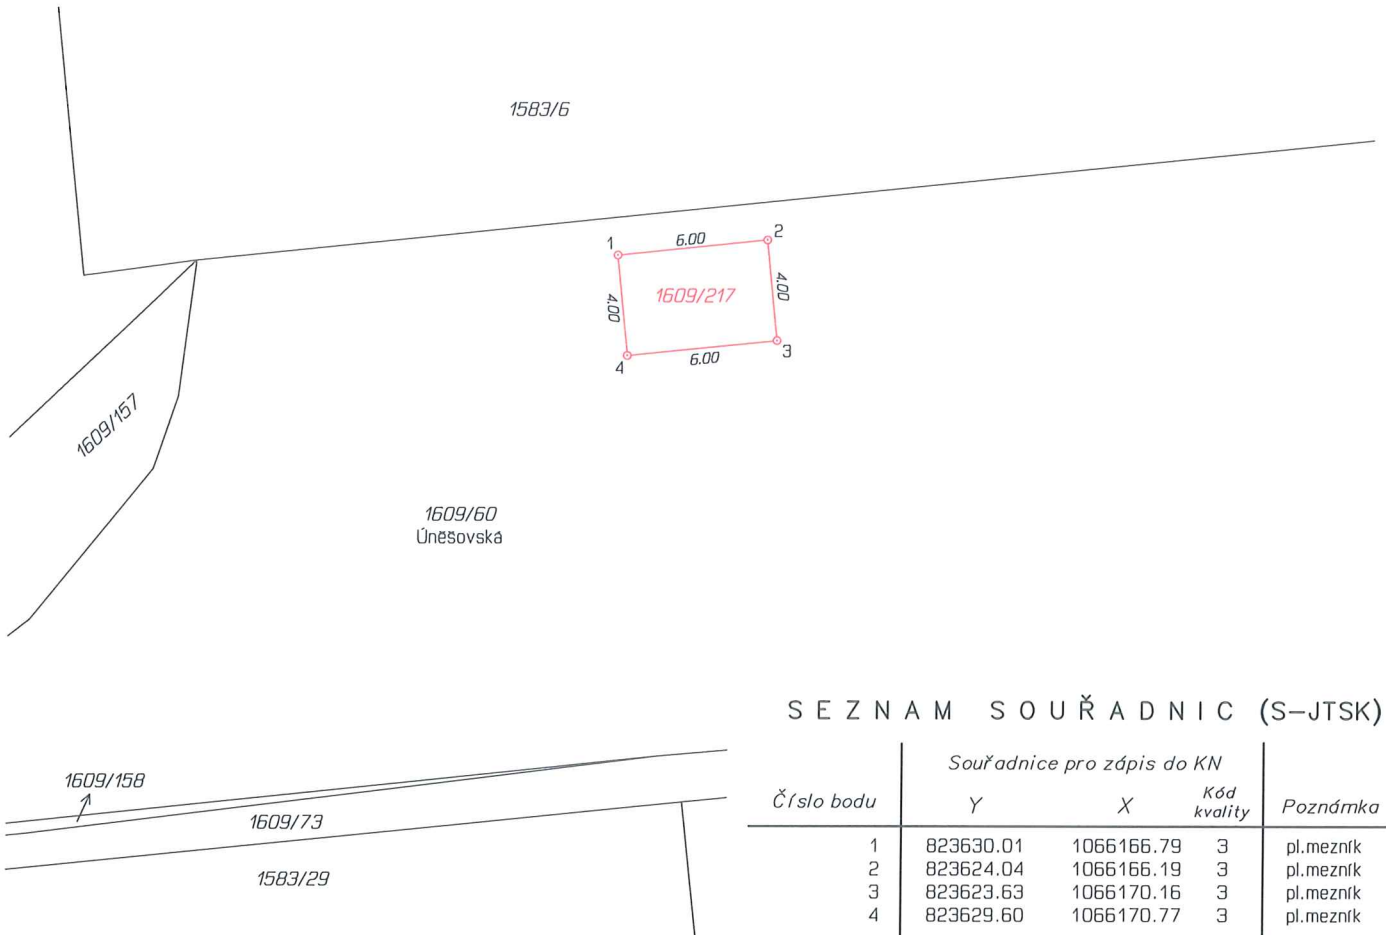 1583/6
1
6.00
2
4.00
1609/217
4.00
4
6.00
3
1609/157
1609/60
Úněšovská
SEZNAM SOUŘADNIC (S-JTSK)
Souřadnice pro zápis do KN
Číslo bodu Y X Kód kvality Poznámka
1 823630.01 1066166.79 3 pl.mezník
2 823624.04 1066166.19 3 pl.mezník
3 823623.63 1066170.16 3 pl.mezník
4 823629.60 1066170.77 3 pl.mezník
1609/158
1609/73
1583/29